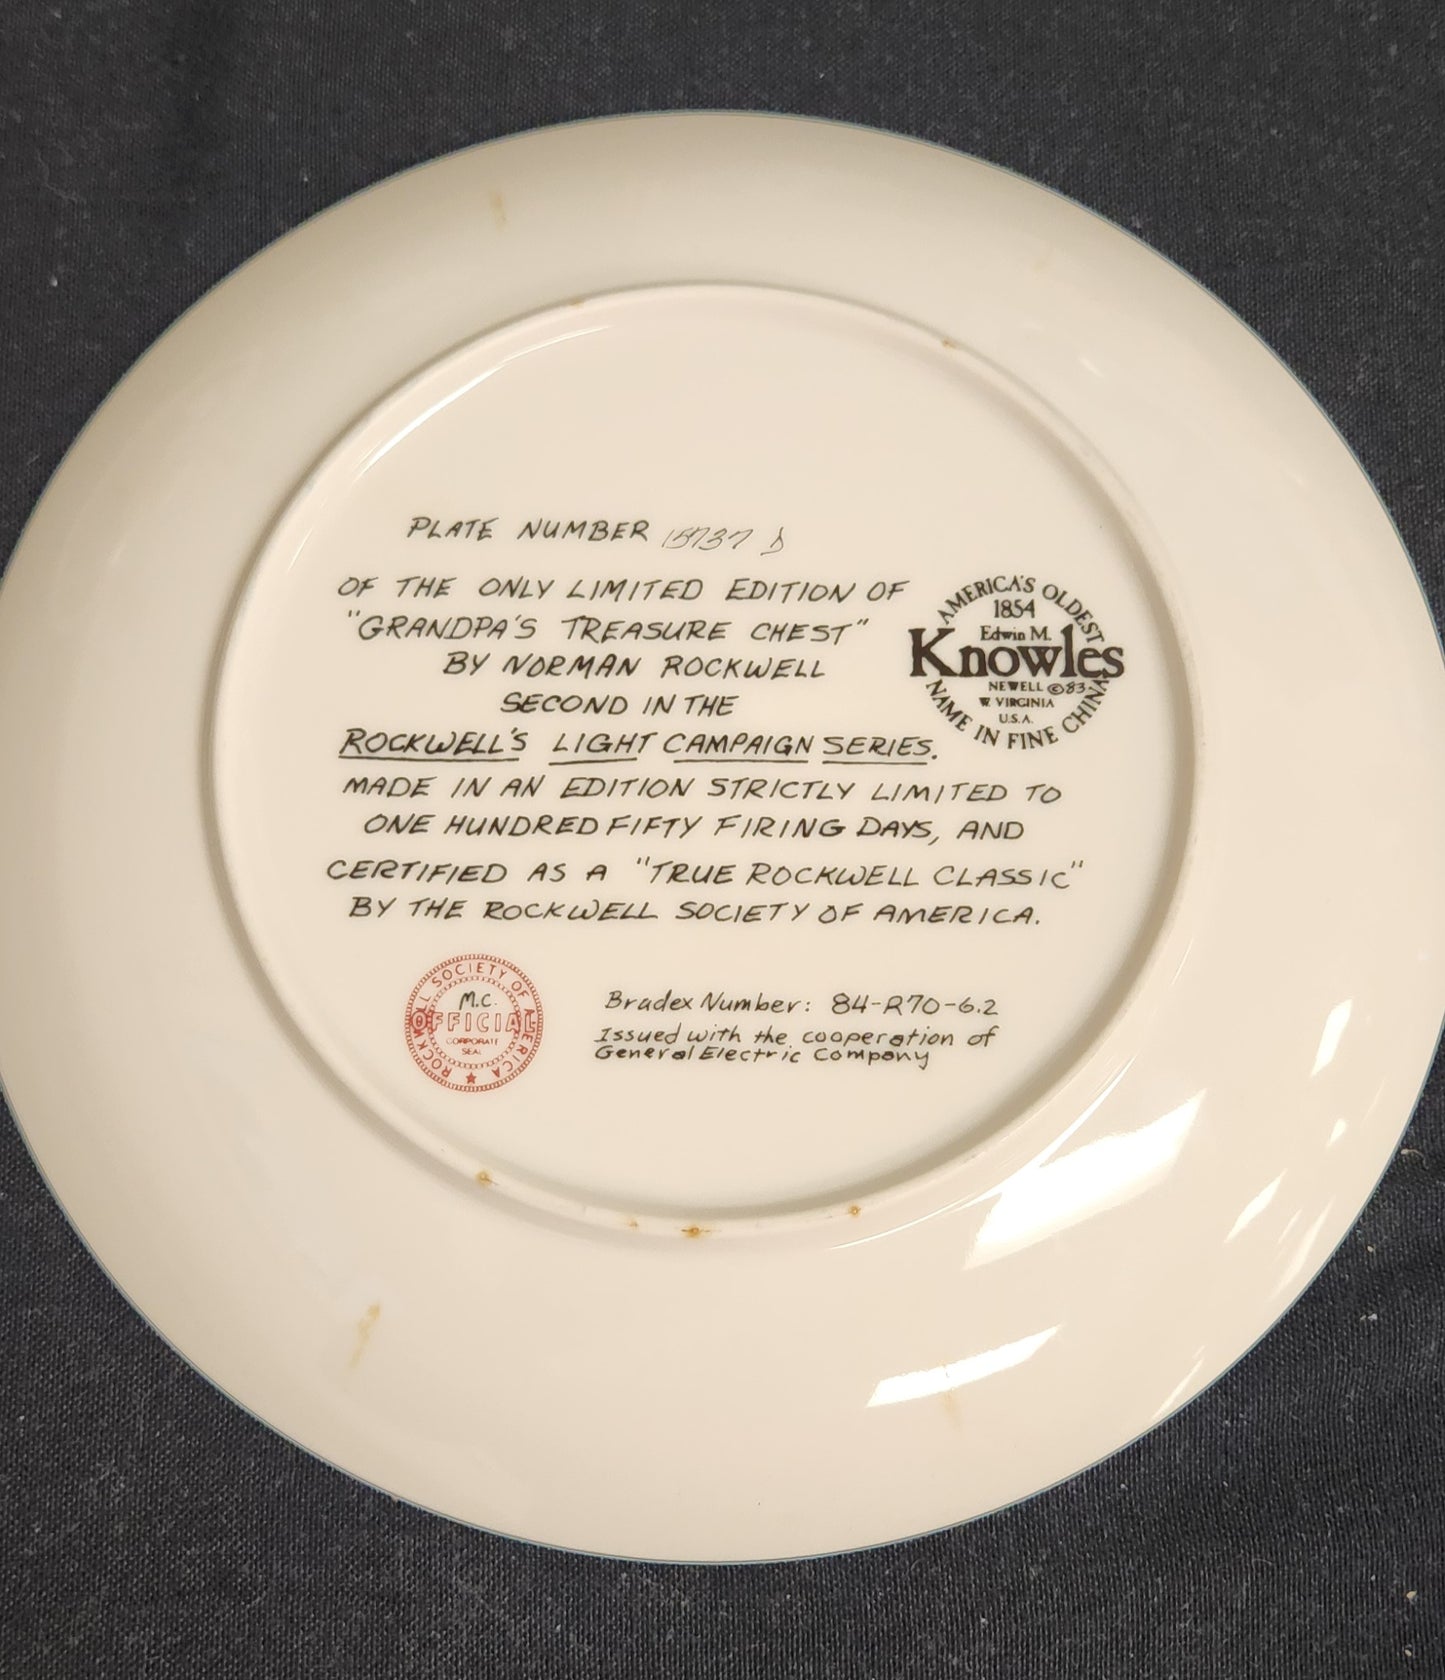 PLATE NUMBER 15737 D
OF THE ONLY LIMITED EDITION OF
"GRANDPA'S TREASURE CHEST"
BY NORMAN ROCKWELL
SECOND IN THE
ROCKWELL'S LIGHT CAMPAIGN SERIES.
MADE IN AN EDITION STRICTLY LIMITED TO
ONE HUNDRED FIFTY FIRING DAYS, AND
CERTIFIED AS A "TRUE ROCKWELL CLASSIC"
BY THE ROCKWELL SOCIETY OF AMERICA.
AMERICA'S OLDEST
1854
Edwin M.
Knowles
NEWELL ©83
W. VIRGINIA
U.S.A.
NAME IN FINE CHINA
ROCKWELL SOCIETY OF AMERICA
M.C.
OFFICIAL
CORPORATE
SEAL
Bradex Number: 84-R70-6.2
Issued with the cooperation of
General Electric Company